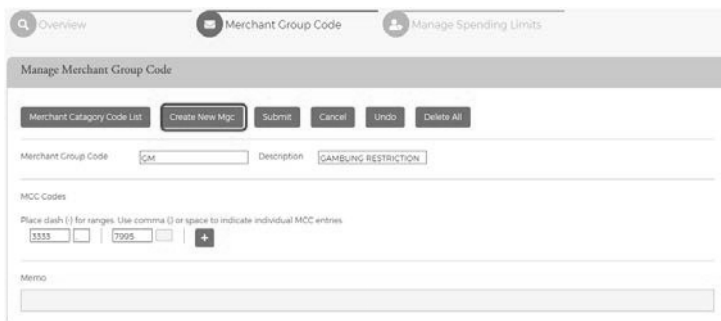 Overview Merchant Group Code Manage Spending Limits
Manage Merchant Group Code
Merchant Catagory Code List Create New Mgc Submit Cancel Undo Delete All
Merchant Group Code GM Description GAMBLING RESTRICTION
MCC Codes
Place dash (-) for ranges. Use comma (,) or space to indicate individual MCC entries
3333 , 7995 +
Memo